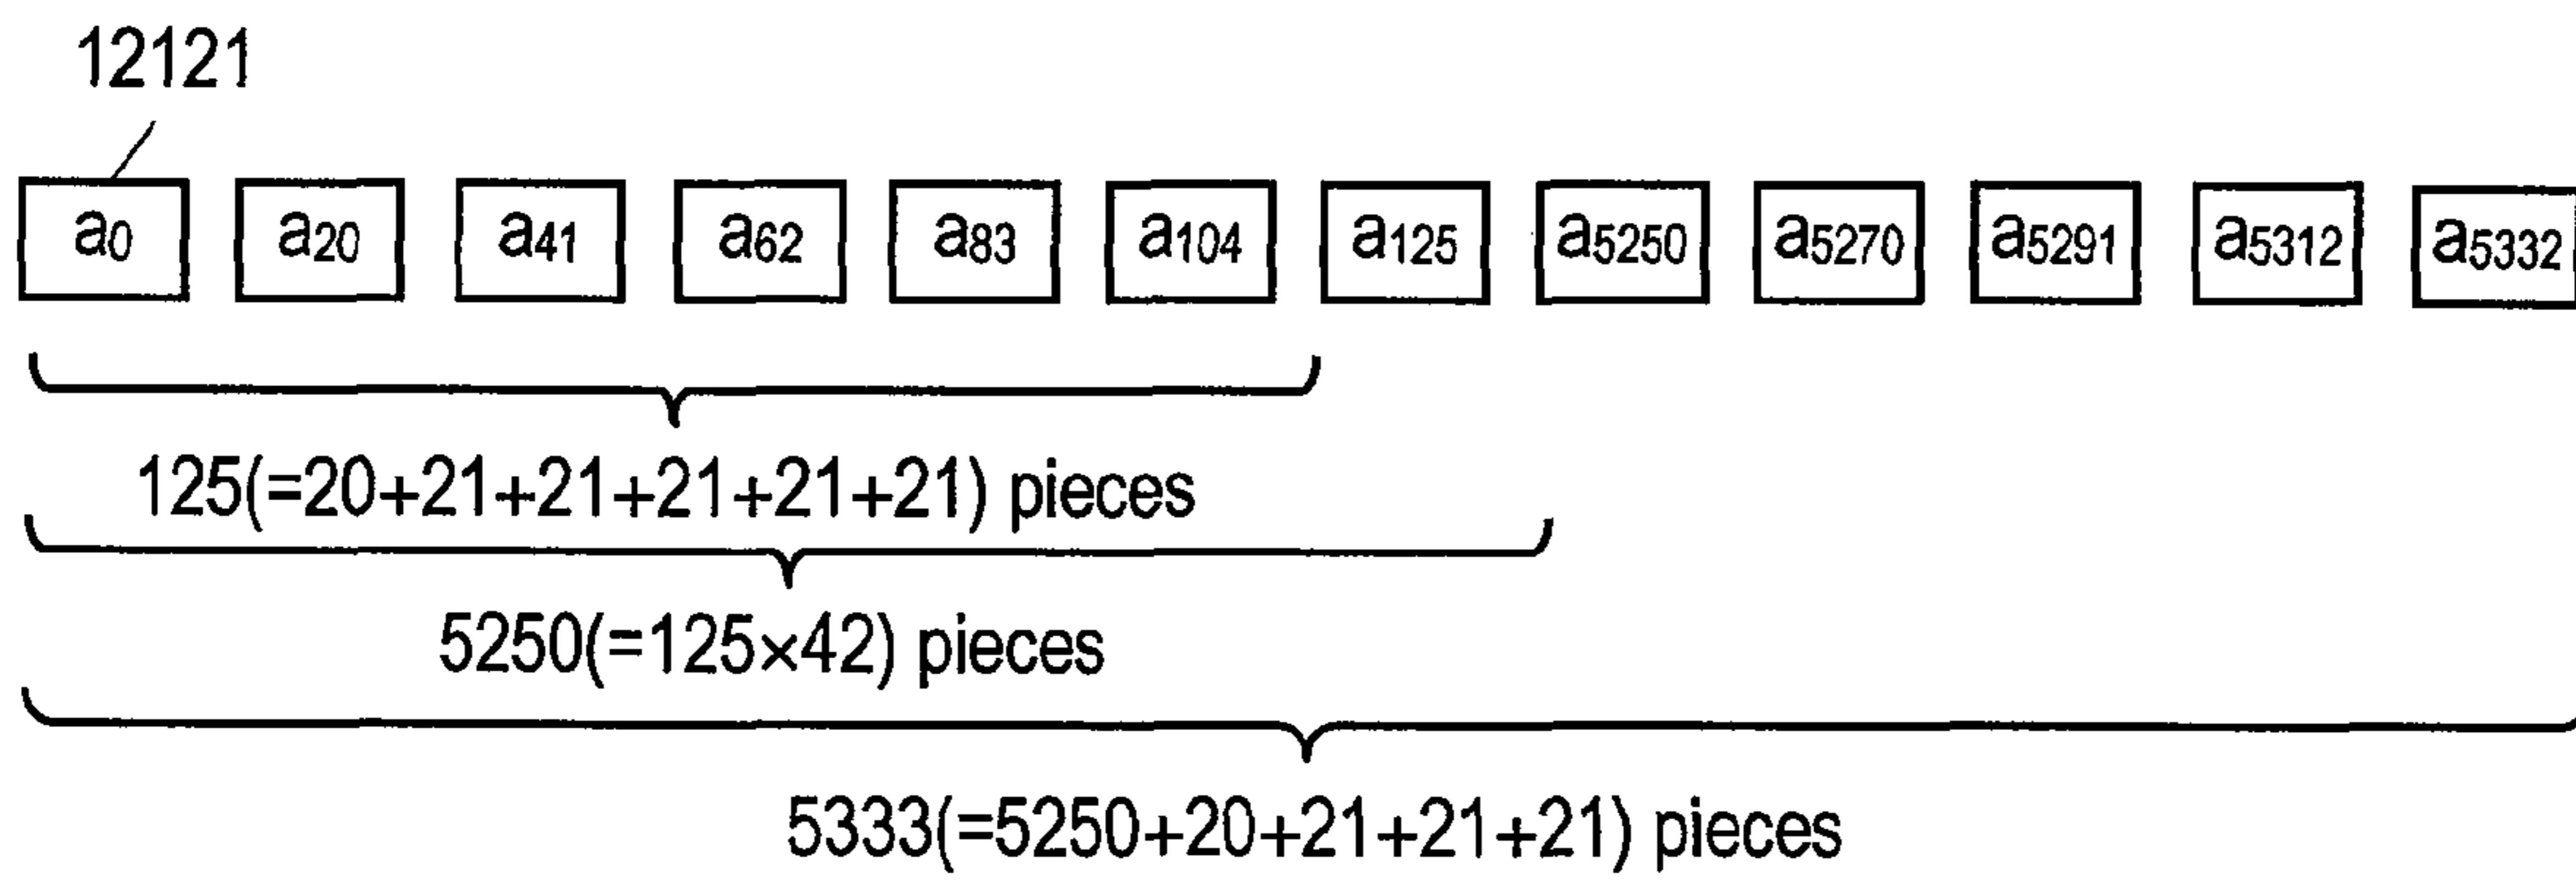 12121
a0 a20 a41 a62 a83 a104 a125 a5250 a5270 a5291 a5312 a5332
125(=20+21+21+21+21+21) pieces
5250(=125×42) pieces
5333(=5250+20+21+21+21) pieces